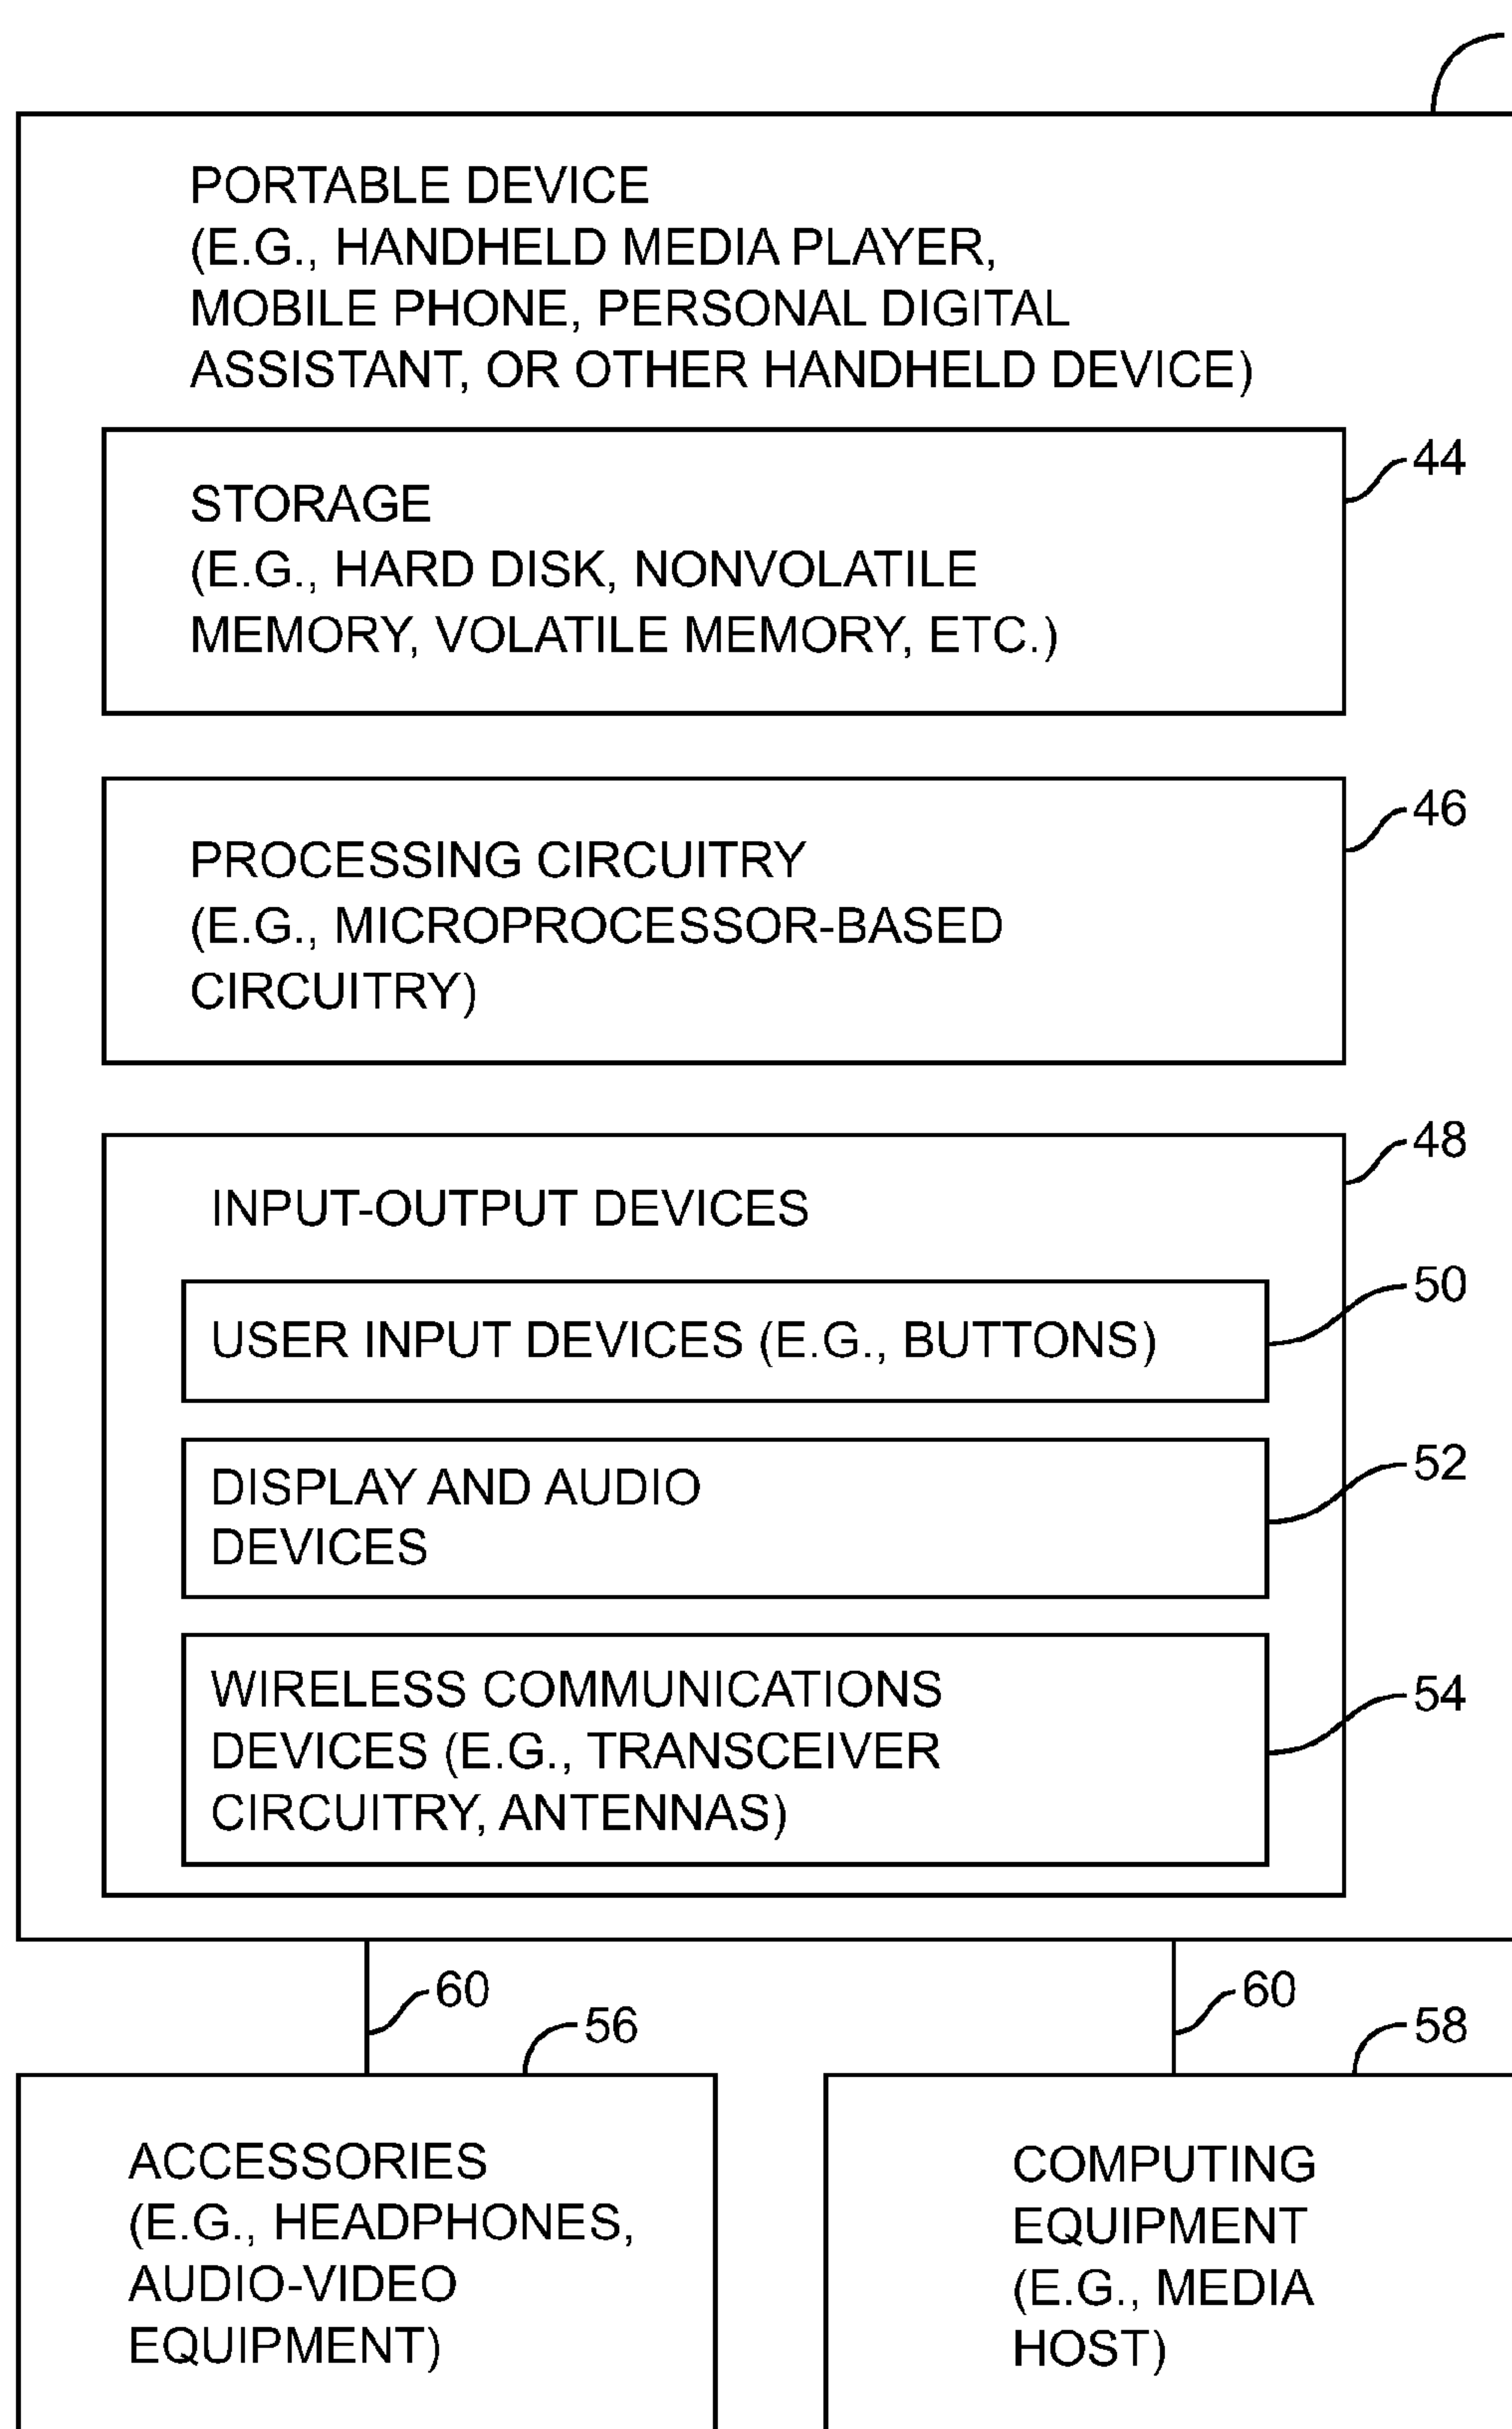 PORTABLE DEVICE
(E.G., HANDHELD MEDIA PLAYER,
MOBILE PHONE, PERSONAL DIGITAL
ASSISTANT, OR OTHER HANDHELD DEVICE)
44
STORAGE
(E.G., HARD DISK, NONVOLATILE
MEMORY, VOLATILE MEMORY, ETC.)
46
PROCESSING CIRCUITRY
(E.G., MICROPROCESSOR-BASED
CIRCUITRY)
48
INPUT-OUTPUT DEVICES
50
USER INPUT DEVICES (E.G., BUTTONS)
52
DISPLAY AND AUDIO
DEVICES
54
WIRELESS COMMUNICATIONS
DEVICES (E.G., TRANSCEIVER
CIRCUITRY, ANTENNAS)
60
60
56
58
ACCESSORIES
(E.G., HEADPHONES,
AUDIO-VIDEO
EQUIPMENT)
COMPUTING
EQUIPMENT
(E.G., MEDIA
HOST)